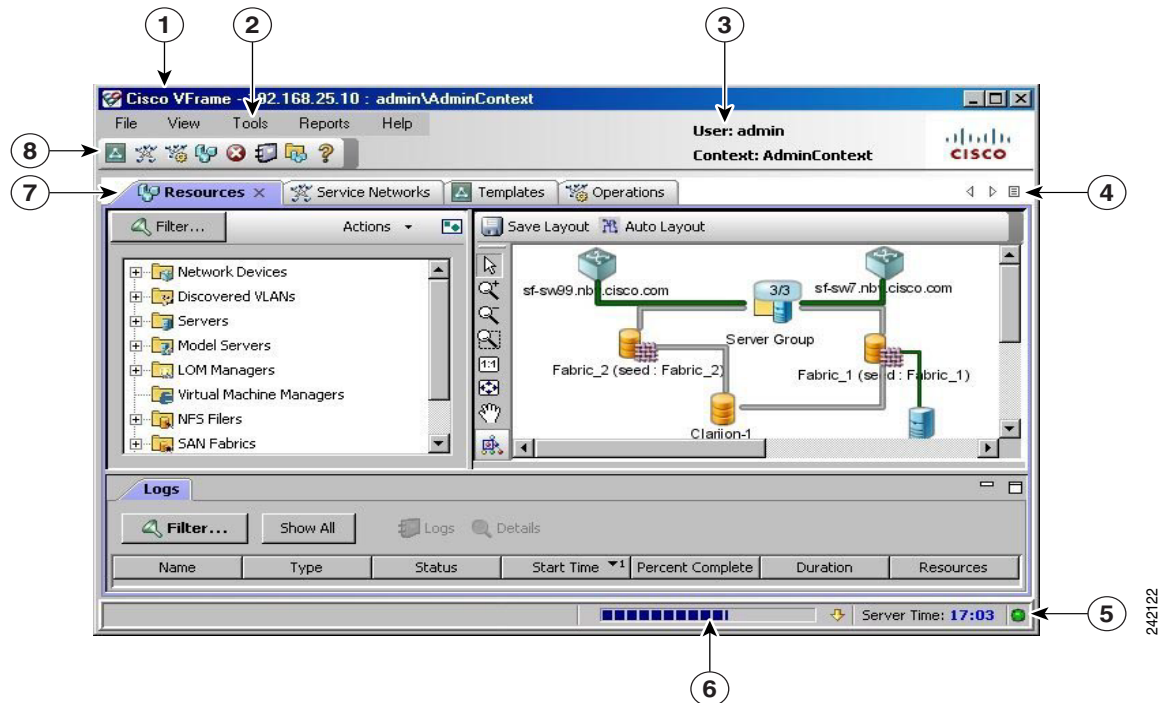 1 2 3
Cisco VFrame - 192.168.25.10 : admin\AdminContext
File View Tools Reports Help
User: admin
Context: AdminContext
CISCO
8
7
4
Resources Service Networks Templates Operations
Filter... Actions
Save Layout Auto Layout
Network Devices
Discovered VLANs
Servers
Model Servers
LOM Managers
Virtual Machine Managers
NFS Filers
SAN Fabrics
1:1
sf-sw99.nbv.cisco.com
3/3
sf-sw7.nbv.cisco.com
Server Group
Fabric_2 (seed : Fabric_2)
Fabric_1 (seed : Fabric_1)
Clariion-1
Logs
Filter... Show All Logs Details
Name Type Status Start Time 1 Percent Complete Duration Resources
Server Time: 17:03
5
6
242122